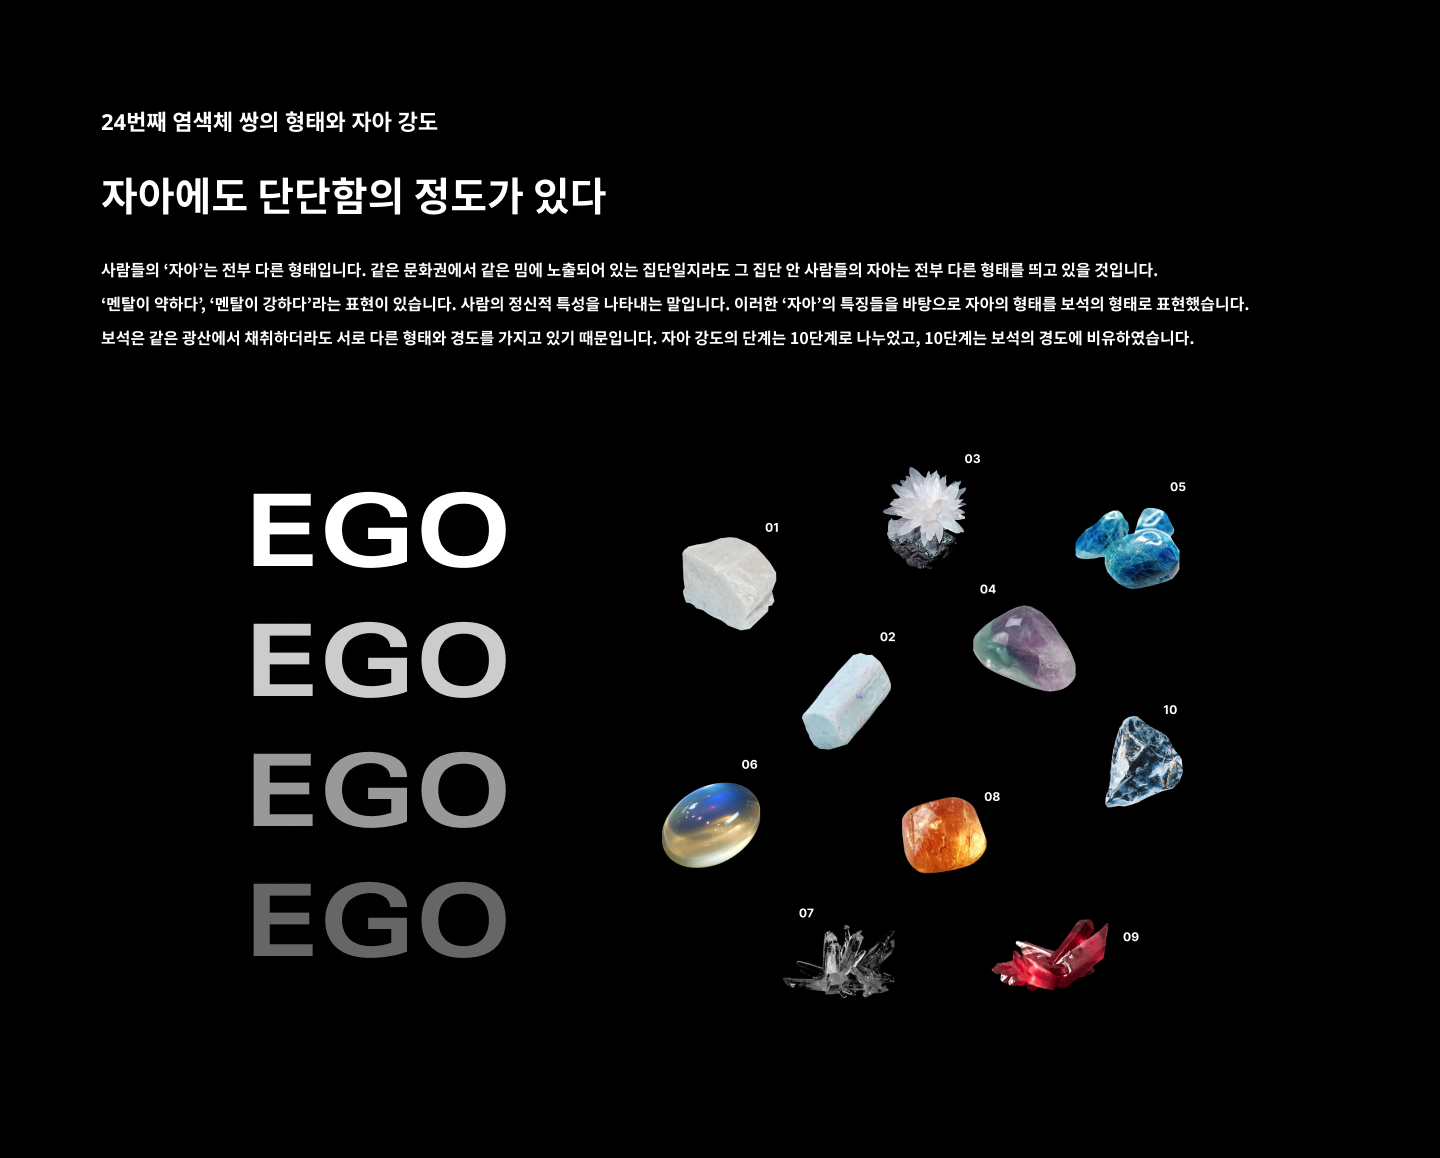 24번째 염색체 쌍의 형태와 자아 강도
자아에도 단단함의 정도가 있다
사람들의 ‘자아’는 전부 다른 형태입니다. 같은 문화권에서 같은 밈에 노출되어 있는 집단일지라도 그 집단 안 사람들의 자아는 전부 다른 형태를 띄고 있을 것입니다.
‘멘탈이 약하다’, ‘멘탈이 강하다’라는 표현이 있습니다. 사람의 정신적 특성을 나타내는 말입니다. 이러한 ‘자아’의 특징들을 바탕으로 자아의 형태를 보석의 형태로 표현했습니다.
보석은 같은 광산에서 채취하더라도 서로 다른 형태와 경도를 가지고 있기 때문입니다. 자아 강도의 단계는 10단계로 나누었고, 10단계는 보석의 경도에 비유하였습니다.
EGO
EGO
EGO
EGO
03
05
01
04
02
10
06
08
07
09